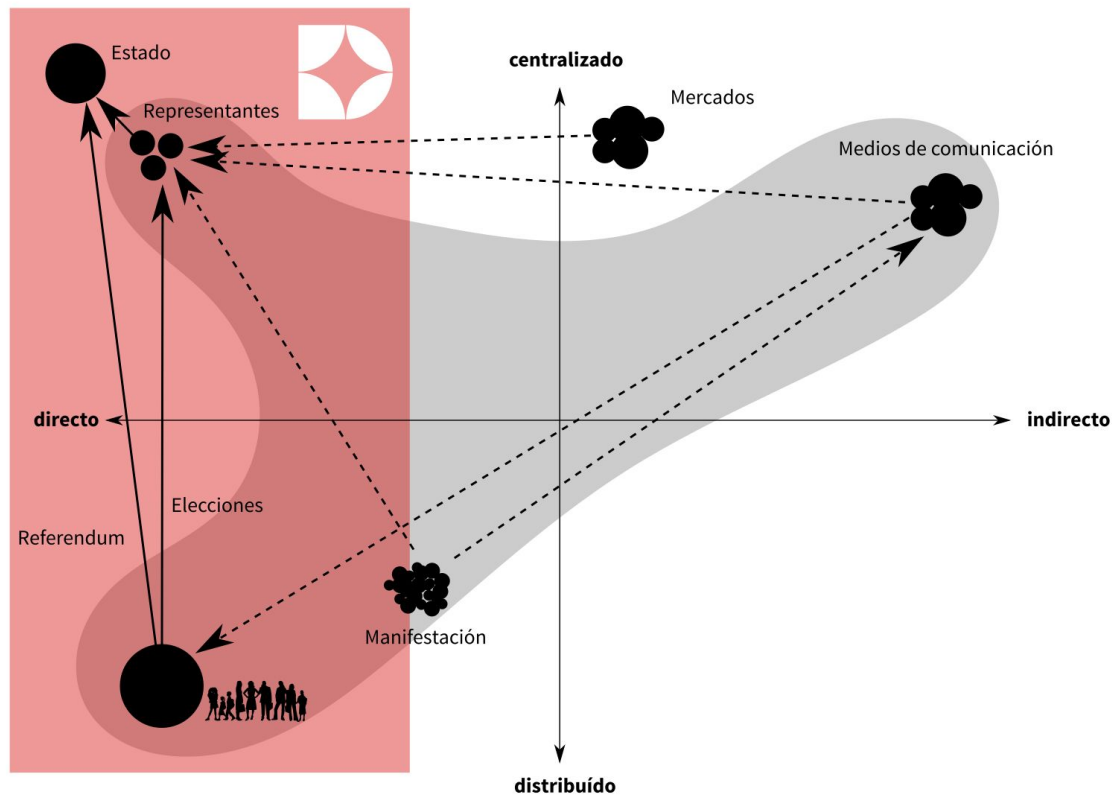 Estado
centralizado
Representantes
Mercados
Medios de comunicación
directo
indirecto
Elecciones
Referendum
Manifestación
distribuído